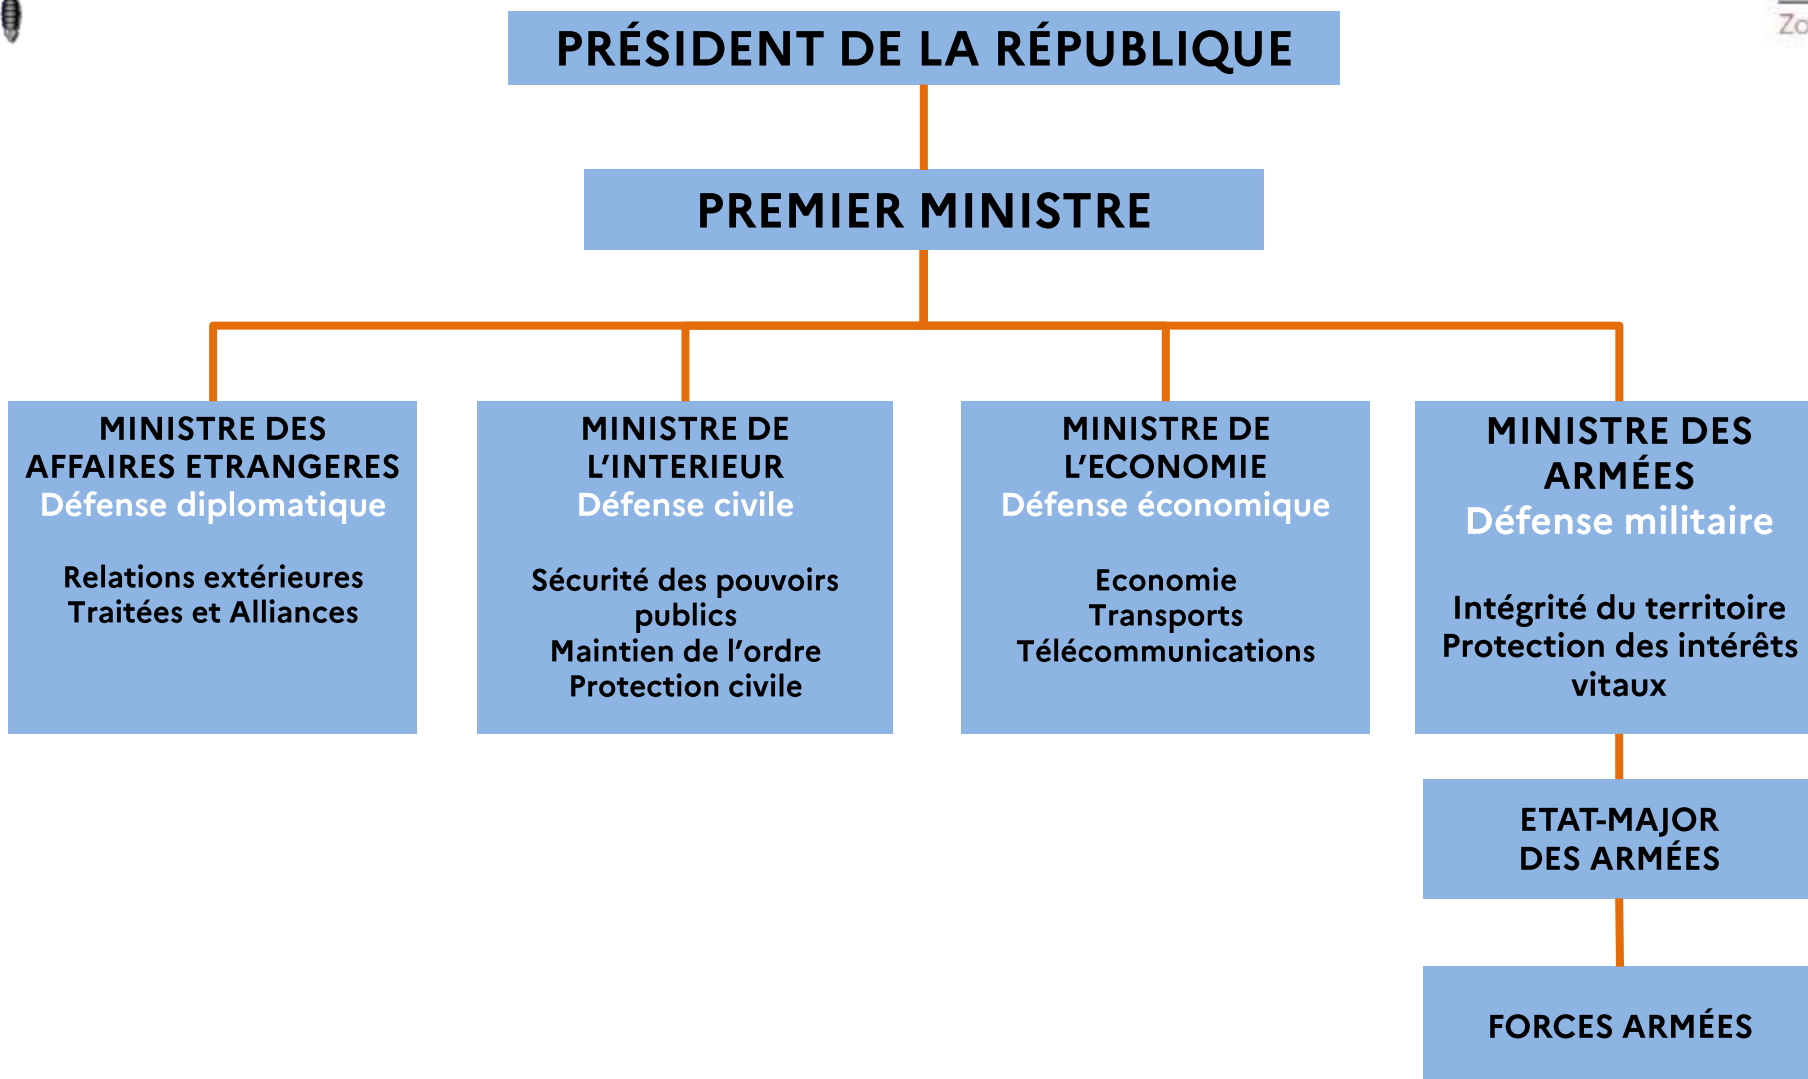 PRÉSIDENT DE LA RÉPUBLIQUE
PREMIER MINISTRE
MINISTRE DES
AFFAIRES ETRANGERES
Défense diplomatique
Relations extérieures
Traitées et Alliances
MINISTRE DE
L’INTERIEUR
Défense civile
Sécurité des pouvoirs
publics
Maintien de l’ordre
Protection civile
MINISTRE DE
L’ECONOMIE
Défense économique
Economie
Transports
Télécommunications
MINISTRE DES
ARMÉES
Défense militaire
Intégrité du territoire
Protection des intérêts
vitaux
ETAT-MAJOR
DES ARMÉES
FORCES ARMÉES